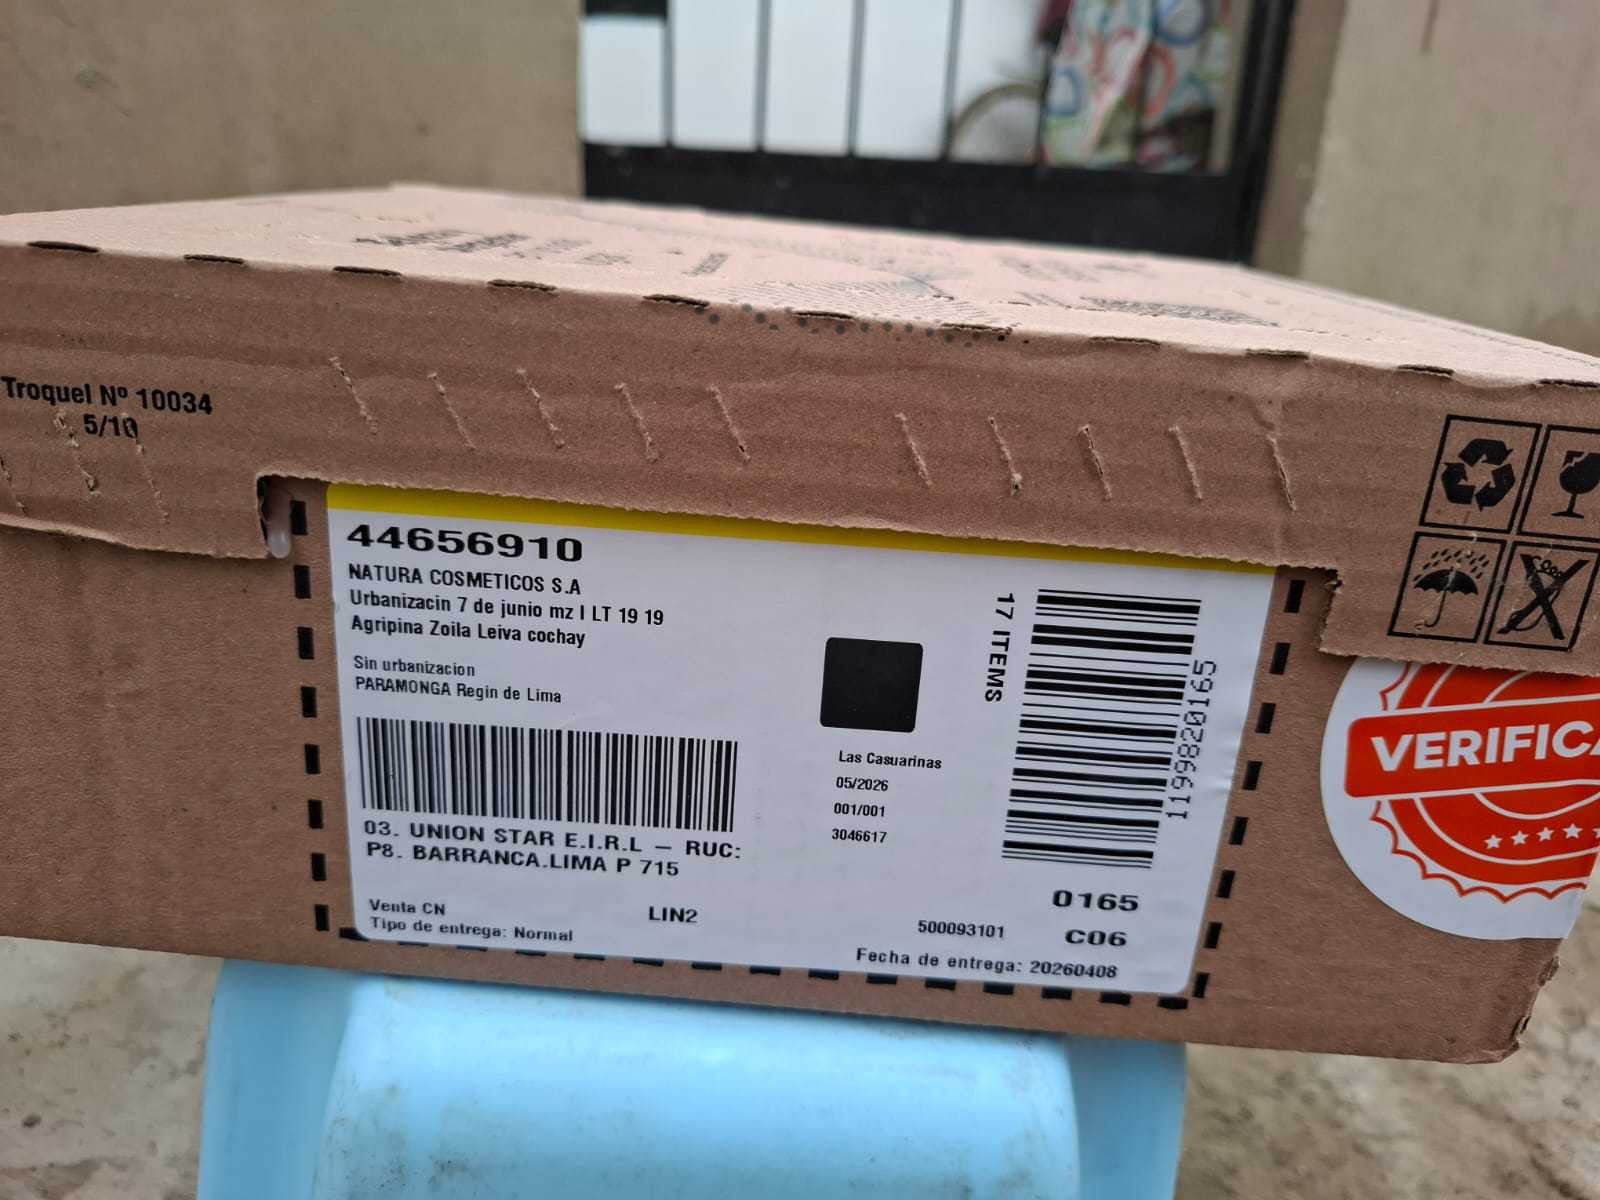 Troquel Nº 10034
5/10
44656910
NATURA COSMETICOS S.A
Urbanizacin 7 de junio mz I LT 19 19
Agripina Zoila Leiva cochay
Sin urbanizacion
PARAMONGA Regin de Lima
03. UNION STAR E.I.R.L – RUC:
P8. BARRANCA.LIMA P 715
Venta CN
LIN2
Tipo de entrega: Normal
Las Casuarinas
05/2026
001/001
3046617
17 ITEMS
1199820165
0165
500093101
C06
Fecha de entrega: 20260408
VERIFICA